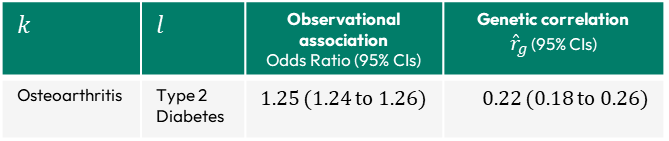 k
l
Observational
association
Odds Ratio (95% CIs)
Genetic correlation
r̂g (95% CIs)
Osteoarthritis
Type 2
Diabetes
1.25 (1.24 to 1.26)
0.22 (0.18 to 0.26)